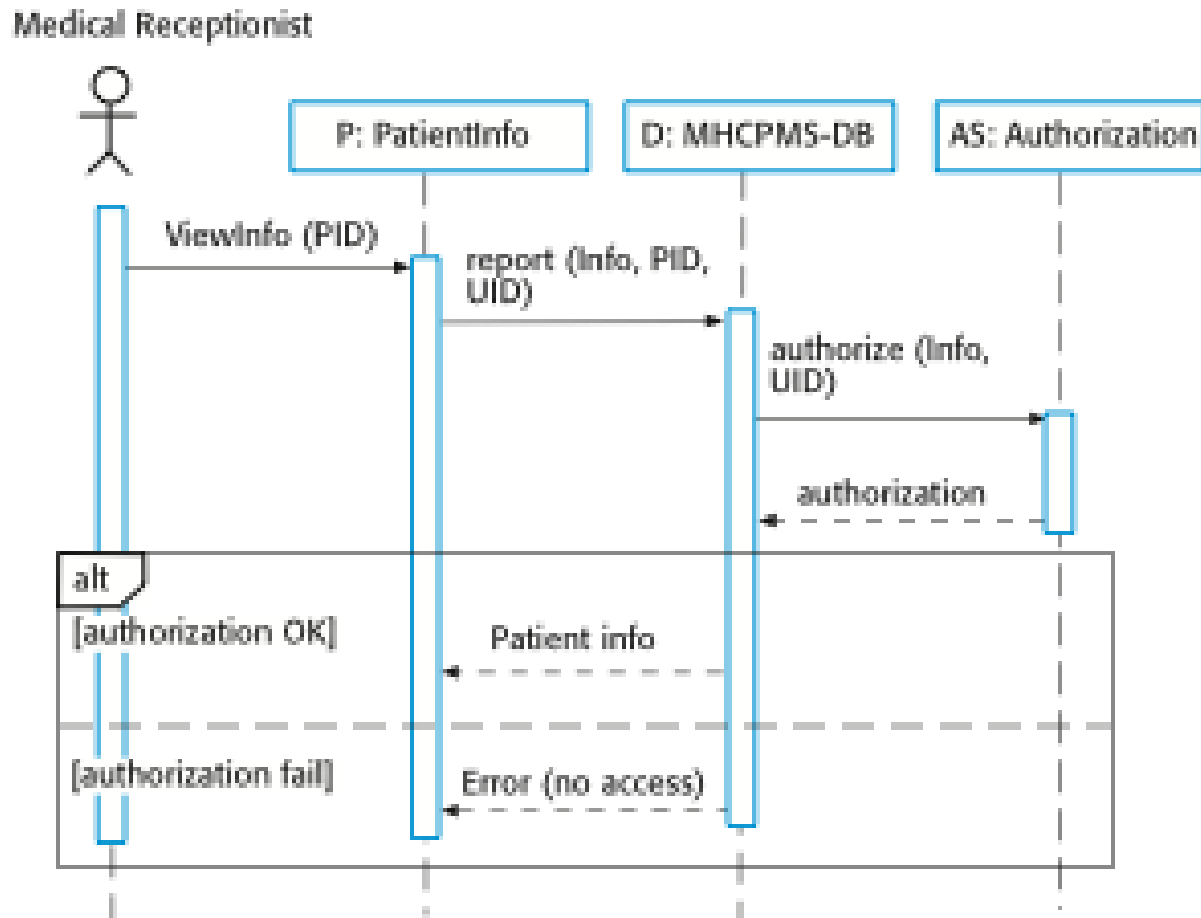 Medical Receptionist
P: PatientInfo
D: MHCPMS-DB
AS: Authorization
ViewInfo (PID)
report (Info, PID,
UID)
authorize (Info,
UID)
authorization
alt
[authorization OK]
Patient info
[authorization fail]
Error (no access)